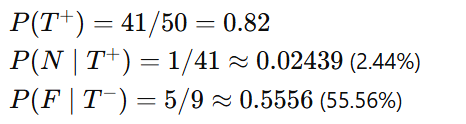 P(T⁺) = 41/50 = 0.82
P(N | T⁺) = 1/41 ≈ 0.02439 (2.44%)
P(F | T⁻) = 5/9 ≈ 0.5556 (55.56%)